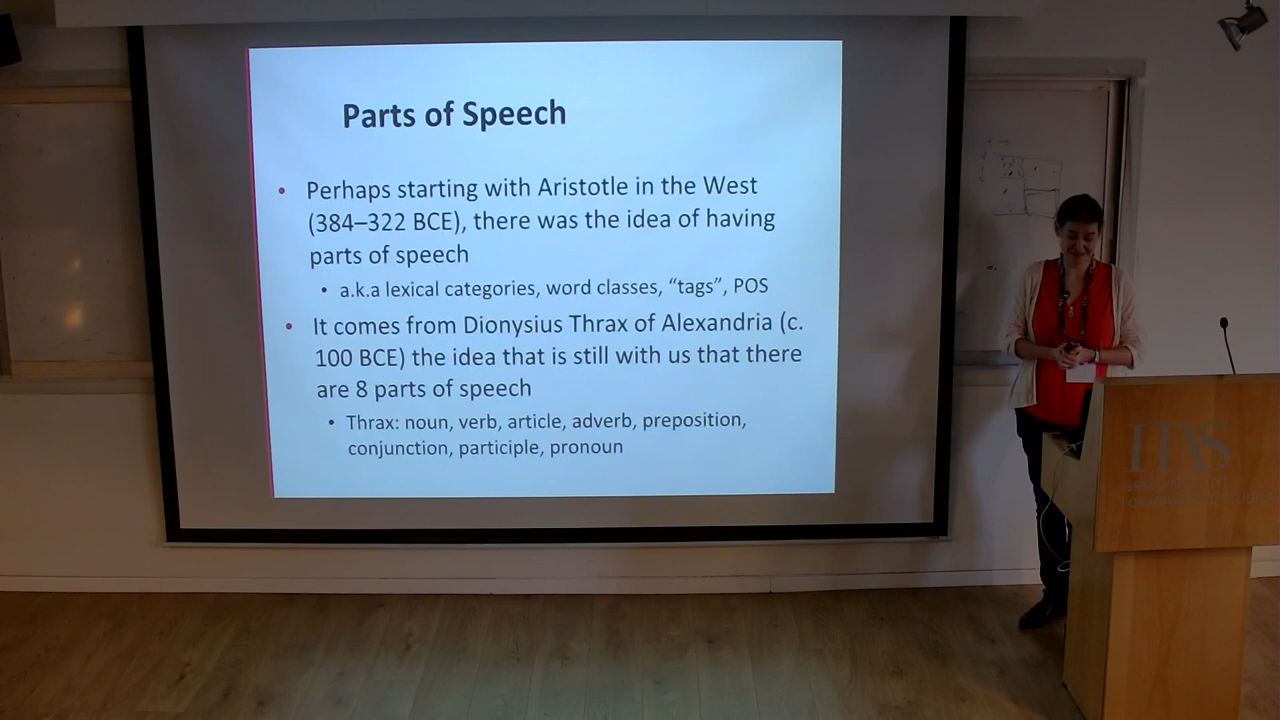 Parts of Speech
• Perhaps starting with Aristotle in the West
(384–322 BCE), there was the idea of having
parts of speech
• a.k.a lexical categories, word classes, “tags”, POS
• It comes from Dionysius Thrax of Alexandria (c.
100 BCE) the idea that is still with us that there
are 8 parts of speech
• Thrax: noun, verb, article, adverb, preposition,
conjunction, participle, pronoun
IIAS